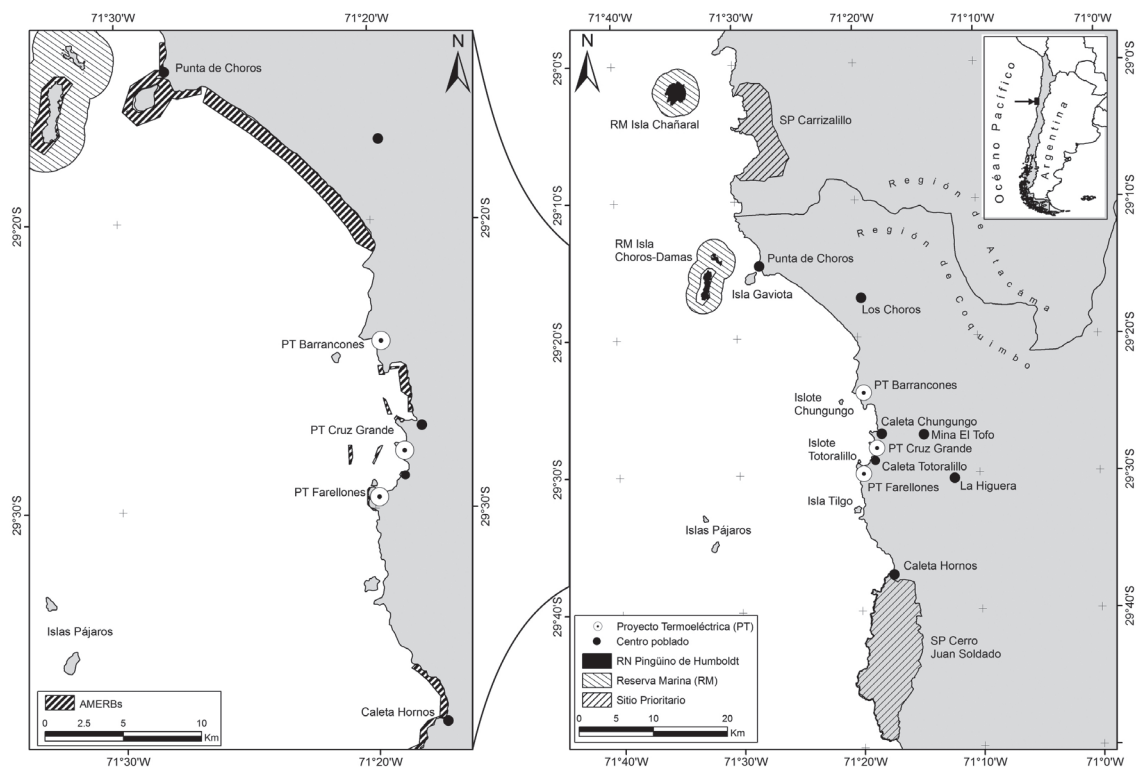 71°30'W
71°20'W
N
Punta de Choros
29°20'S
29°20'S
PT Barrancones
PT Cruz Grande
PT Farellones
29°30'S
29°30'S
Islas Pájaros
Caleta Hornos
AMERBs
0 2.5 5 10
Km
71°30'W
71°20'W
71°40'W
71°30'W
71°20'W
71°10'W
71°0'W
N
29°0'S
29°0'S
RM Isla Chañaral
SP Carrizalillo
Océano Pacífico
Argentina
29°10'S
29°10'S
Región de Atacáma
Región de Coquimbo
RM Isla
Choros-Damas
Punta de Choros
Isla Gaviota
Los Choros
29°20'S
29°20'S
PT Barrancones
Islote
Chungungo
Caleta Chungungo
Mina El Tofo
PT Cruz Grande
Islote
Totoralillo
Caleta Totoralillo
PT Farellones
La Higuera
29°30'S
29°30'S
Isla Tilgo
Islas Pájaros
Caleta Hornos
29°40'S
29°40'S
SP Cerro
Juan Soldado
Proyecto Termoeléctrica (PT)
Centro poblado
RN Pingüino de Humboldt
Reserva Marina (RM)
Sitio Prioritario
0 5 10 20
Km
71°40'W
71°30'W
71°20'W
71°10'W
71°0'W